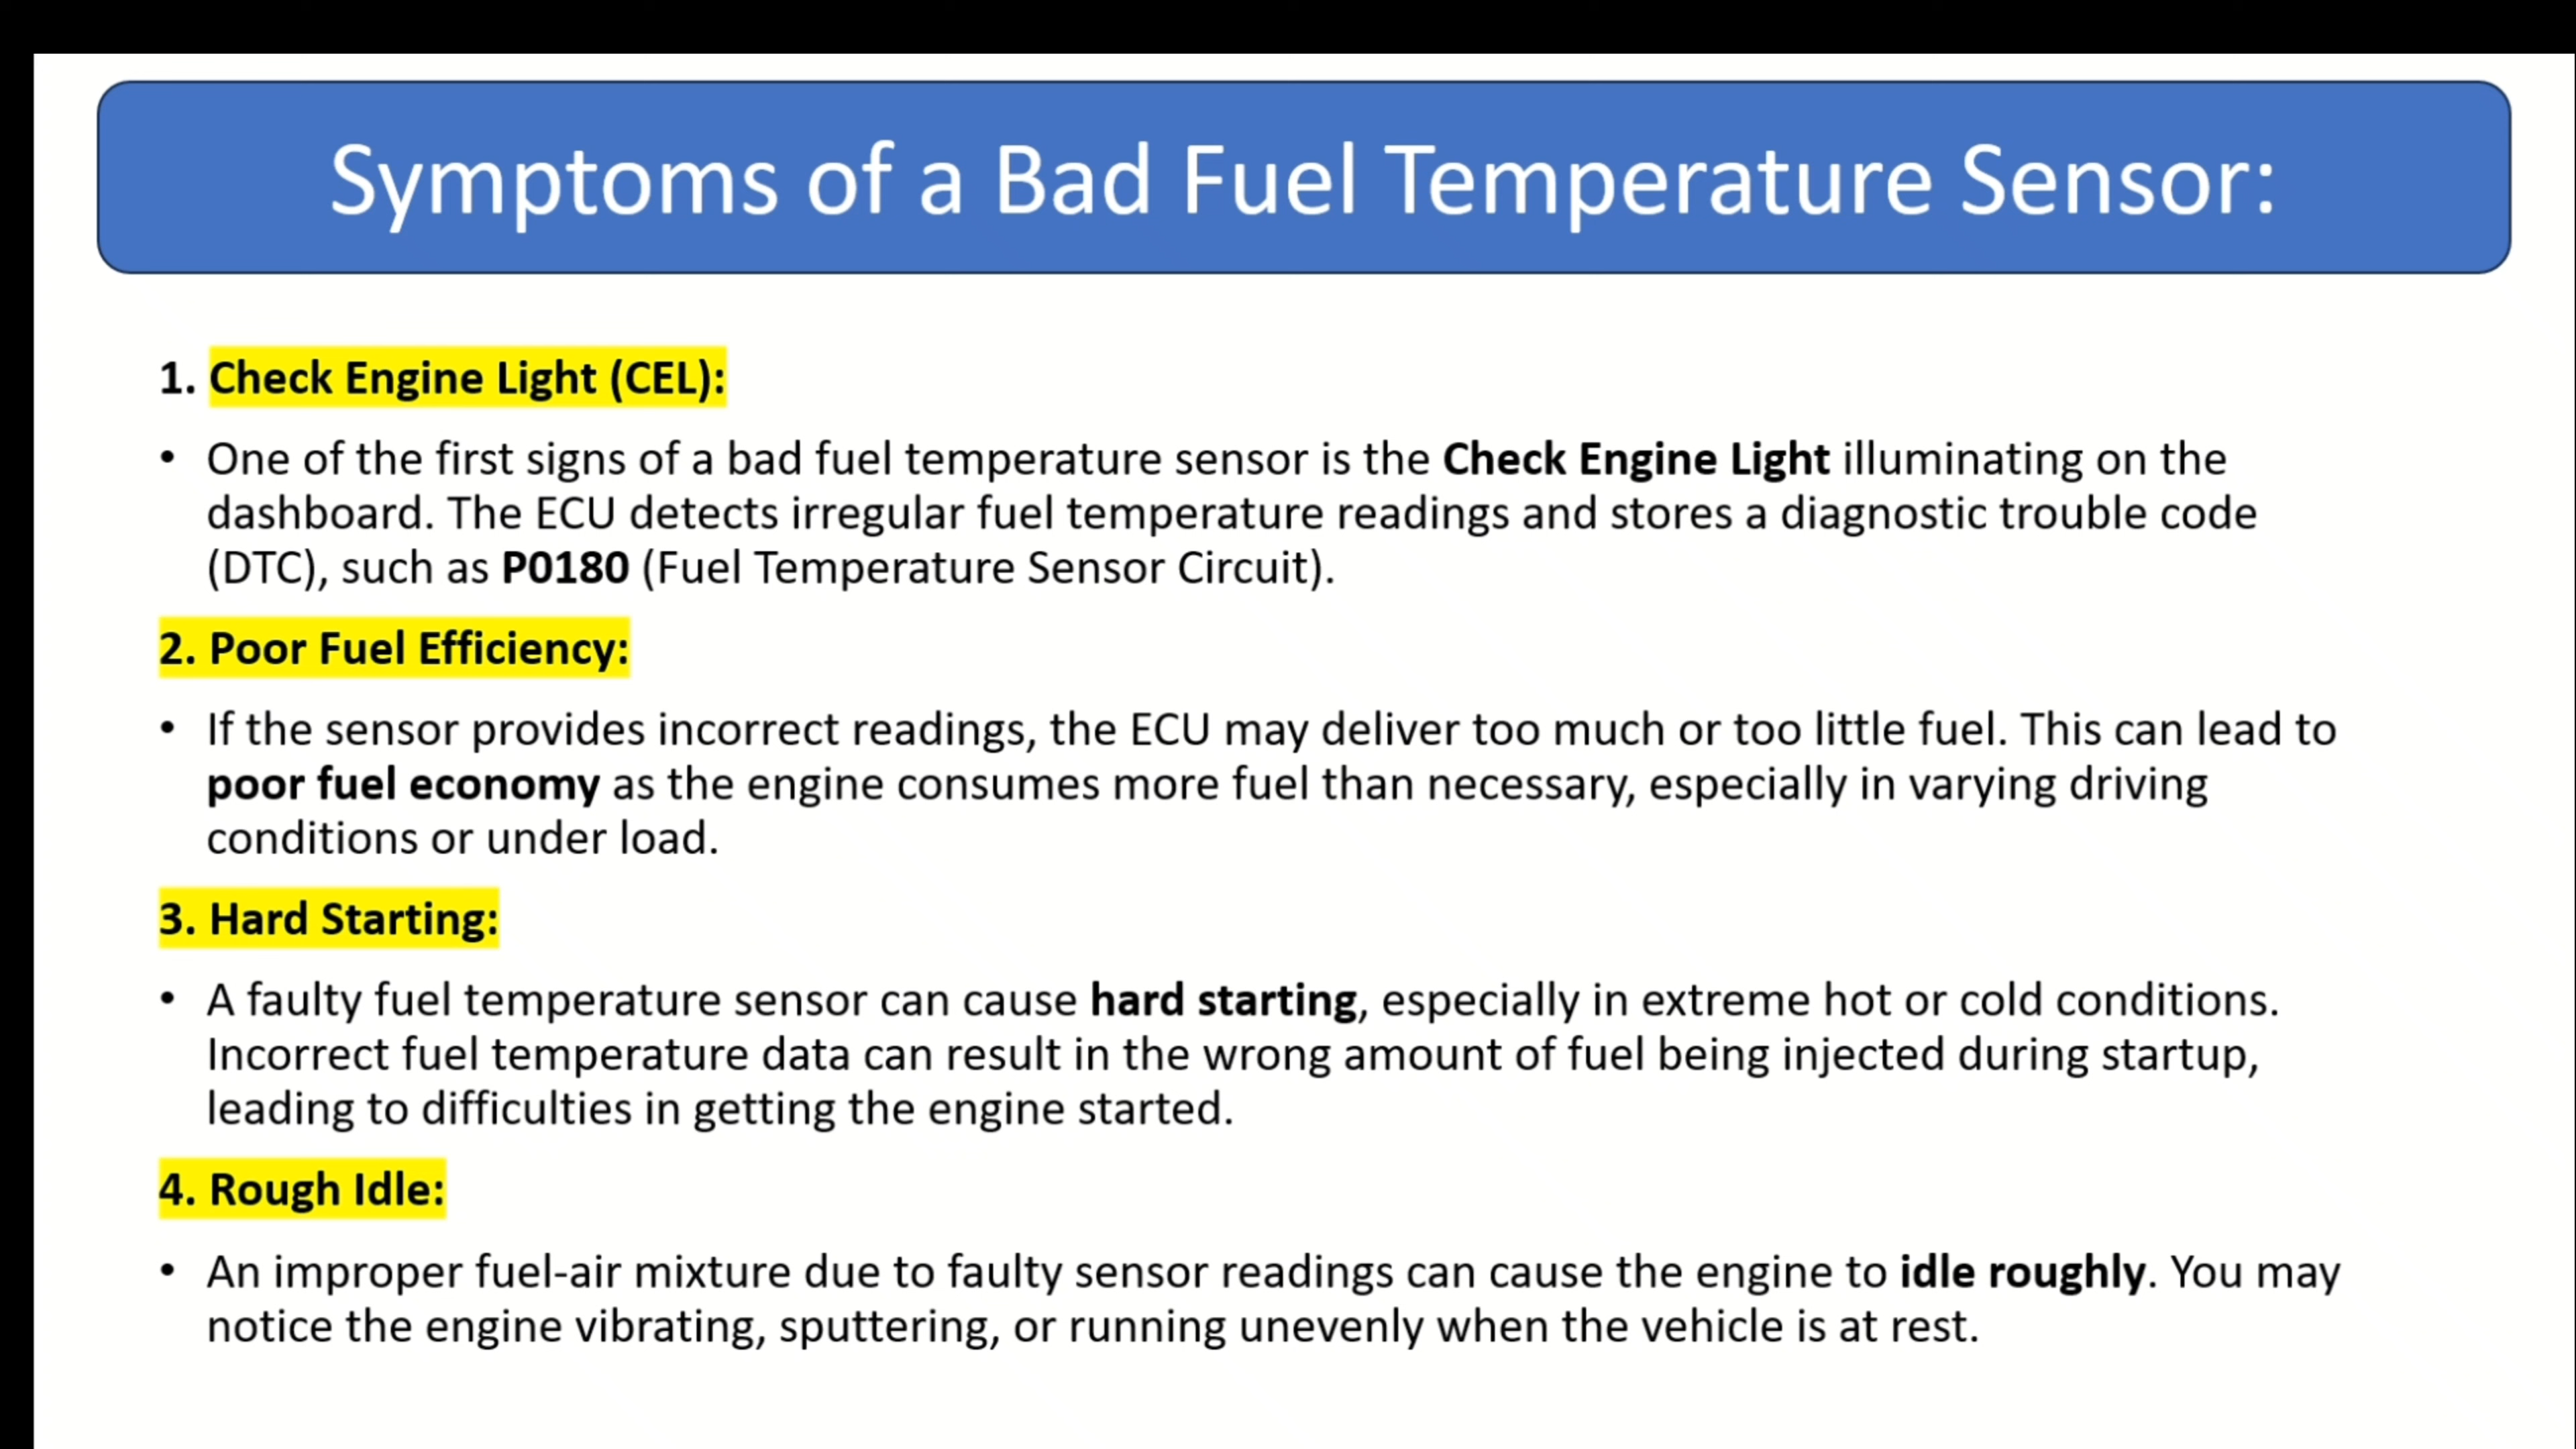 Symptoms of a Bad Fuel Temperature Sensor:
1. Check Engine Light (CEL):
• One of the first signs of a bad fuel temperature sensor is the Check Engine Light illuminating on the
dashboard. The ECU detects irregular fuel temperature readings and stores a diagnostic trouble code
(DTC), such as P0180 (Fuel Temperature Sensor Circuit).
2. Poor Fuel Efficiency:
• If the sensor provides incorrect readings, the ECU may deliver too much or too little fuel. This can lead to
poor fuel economy as the engine consumes more fuel than necessary, especially in varying driving
conditions or under load.
3. Hard Starting:
• A faulty fuel temperature sensor can cause hard starting, especially in extreme hot or cold conditions.
Incorrect fuel temperature data can result in the wrong amount of fuel being injected during startup,
leading to difficulties in getting the engine started.
4. Rough Idle:
• An improper fuel-air mixture due to faulty sensor readings can cause the engine to idle roughly. You may
notice the engine vibrating, sputtering, or running unevenly when the vehicle is at rest.